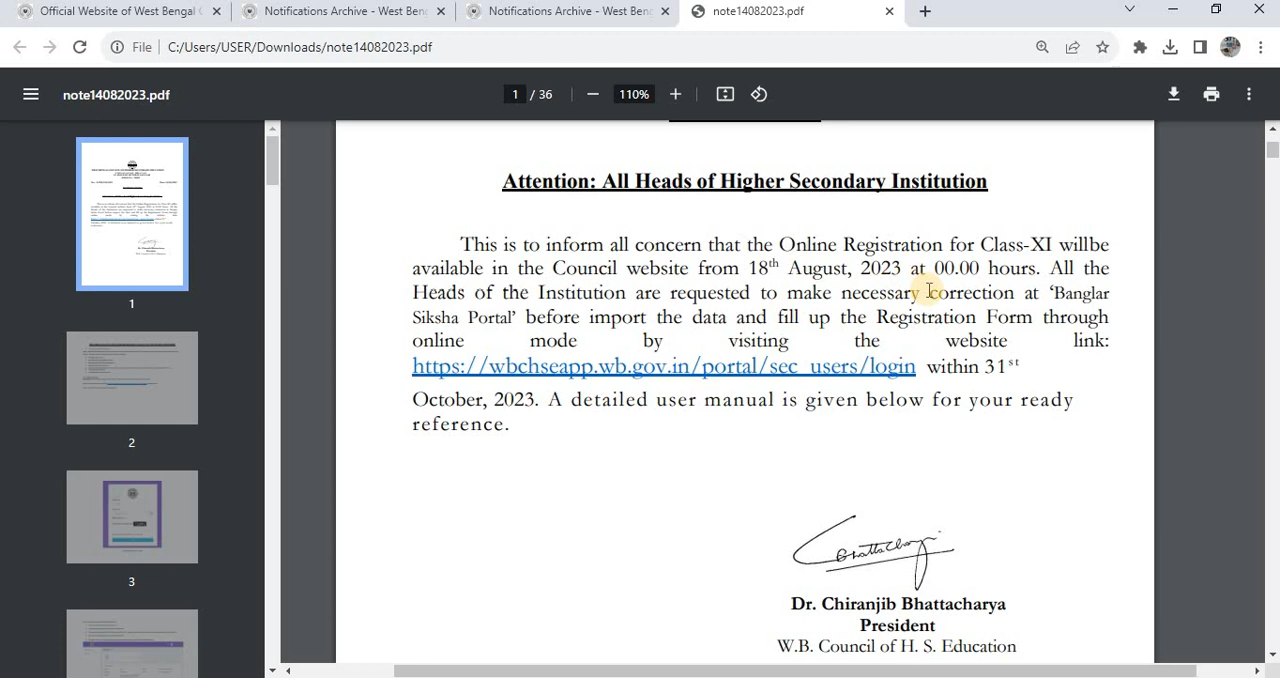 Official Website of West Bengal
Notifications Archive - West Ben
Notifications Archive - West Ben
note14082023.pdf
File
C:/Users/USER/Downloads/note14082023.pdf
note14082023.pdf
1 / 36
110%
Attention: All Heads of Higher Secondary Institution
This is to inform all concern that the Online Registration for Class-XI willbe
available in the Council website from 18th August, 2023 at 00.00 hours. All the
Heads of the Institution are requested to make necessary correction at ‘Banglar
Siksha Portal’ before import the data and fill up the Registration Form through
online mode by visiting the website link:
https://wbchseapp.wb.gov.in/portal/sec_users/login within 31st
October, 2023. A detailed user manual is given below for your ready
reference.
Dr. Chiranjib Bhattacharya
President
W.B. Council of H. S. Education
1
2
3